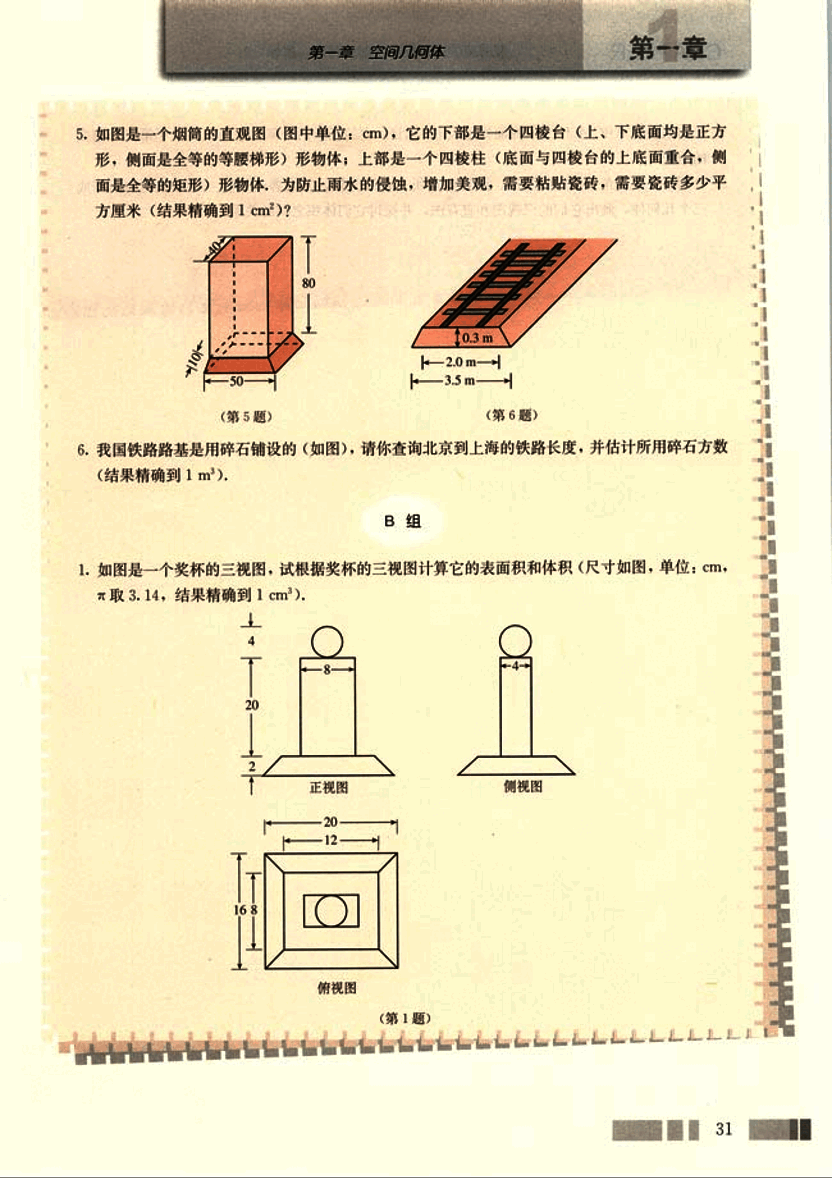 第一章 空间几何体
第一章
5. 如图是一个烟筒的直观图（图中单位：cm），它的下部是一个四棱台（上、下底面均是正方
形，侧面是全等的等腰梯形）形物体；上部是一个四棱柱（底面与四棱台的上底面重合，侧
面是全等的矩形）形物体．为防止雨水的侵蚀，增加美观，需要粘贴瓷砖，需要瓷砖多少平
方厘米（结果精确到 1 cm²）？
40
80
10
50
0.3 m
2.0 m
3.5 m
（第 5 题）
（第 6 题）
6. 我国铁路路基是用碎石铺设的（如图），请你查询北京到上海的铁路长度，并估计所用碎石方数
（结果精确到 1 m³）．
B 组
1. 如图是一个奖杯的三视图，试根据奖杯的三视图计算它的表面积和体积（尺寸如图，单位：cm，
π 取 3.14，结果精确到 1 cm³）．
4
8
4
20
2
正视图
侧视图
20
12
16
8
俯视图
（第 1 题）
31